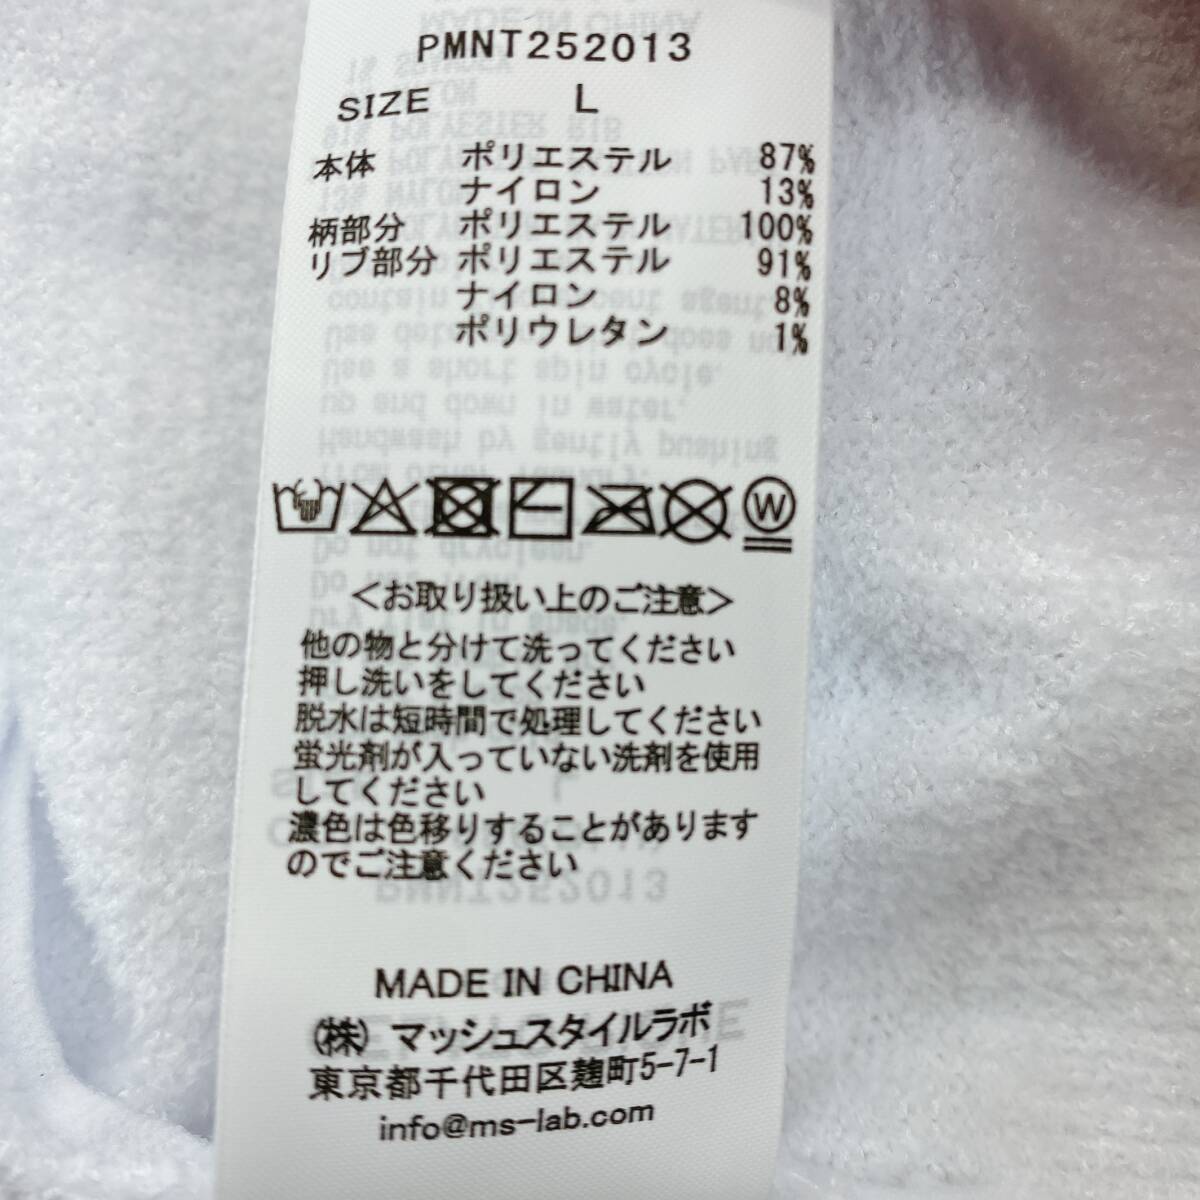 PMNT252013
SIZE L
本体 ポリエステル 87%
ナイロン 13%
柄部分 ポリエステル 100%
リブ部分 ポリエステル 91%
ナイロン 8%
ポリウレタン 1%
W
<お取り扱い上のご注意>
他の物と分けて洗ってください
押し洗いをしてください
脱水は短時間で処理してください
蛍光剤が入っていない洗剤を使用
してください
濃色は色移りすることがあります
のでご注意ください
MADE IN CHINA
(株) マッシュスタイルラボ
東京都千代田区麹町5-7-1
info@ms-lab.com